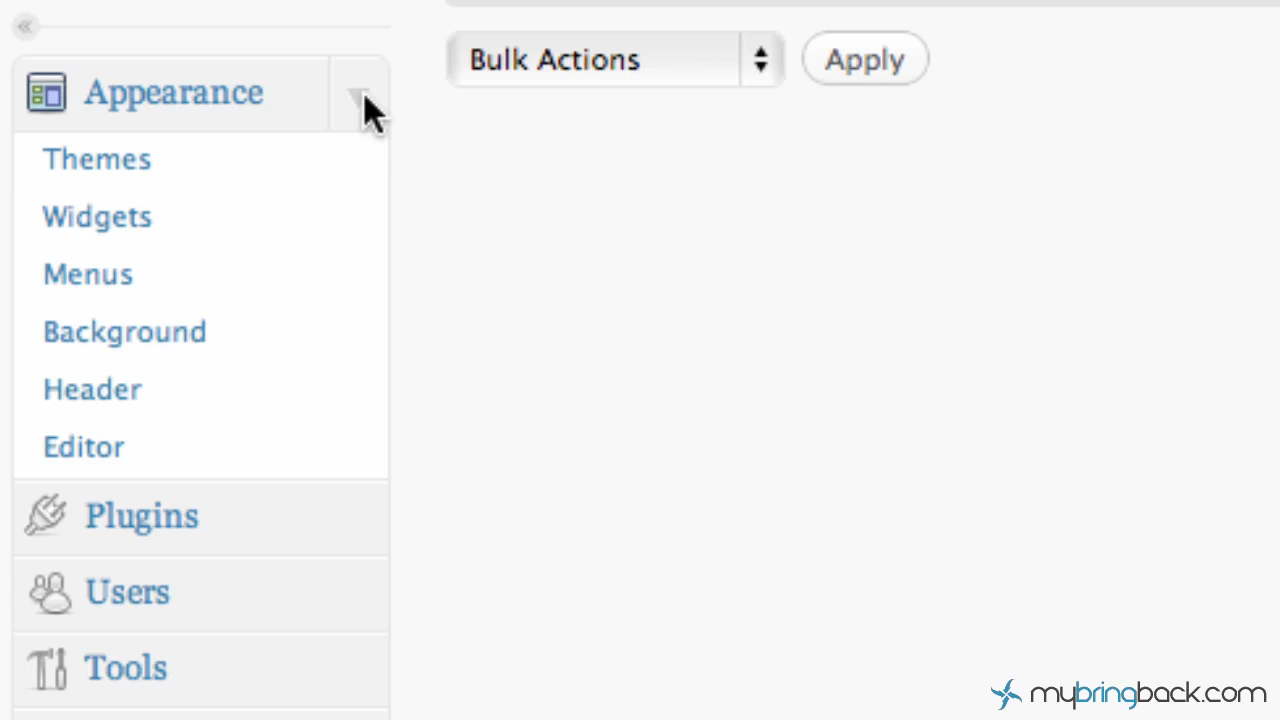 Appearance
Themes
Widgets
Menus
Background
Header
Editor
Plugins
Users
Tools
Bulk Actions
Apply
mybringback.com